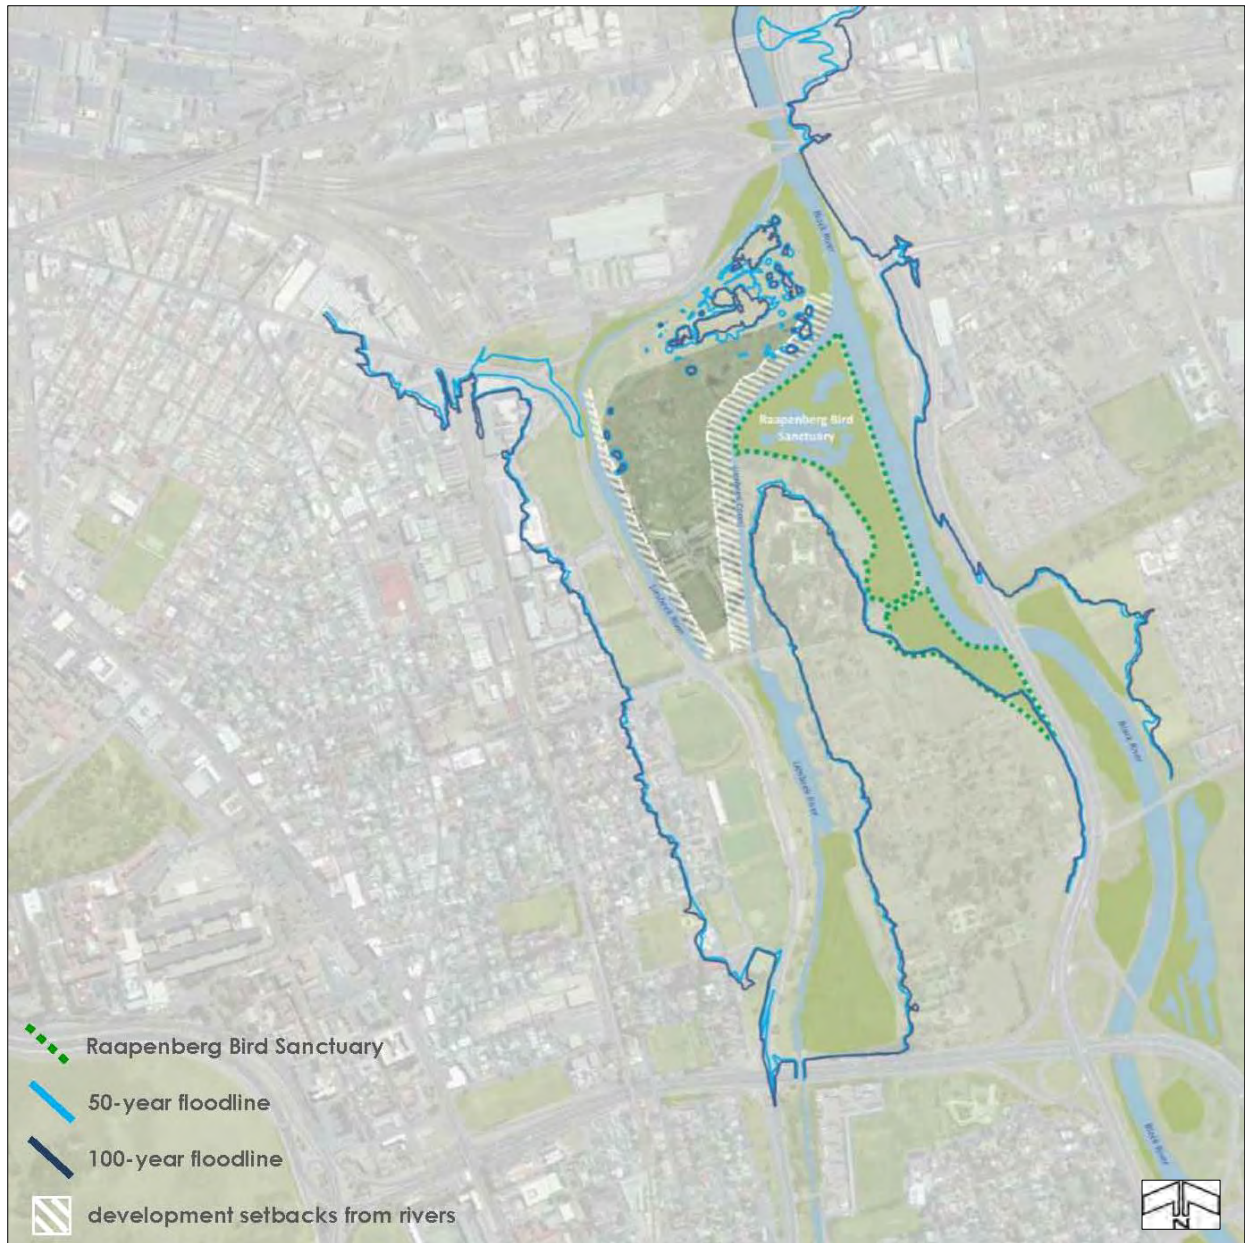 Black River
Raapenberg Bird
Sanctuary
Liesbeek River
Black River
Liesbeek River
Raapenberg Bird Sanctuary
50-year floodline
100-year floodline
Black River
development setbacks from rivers
N